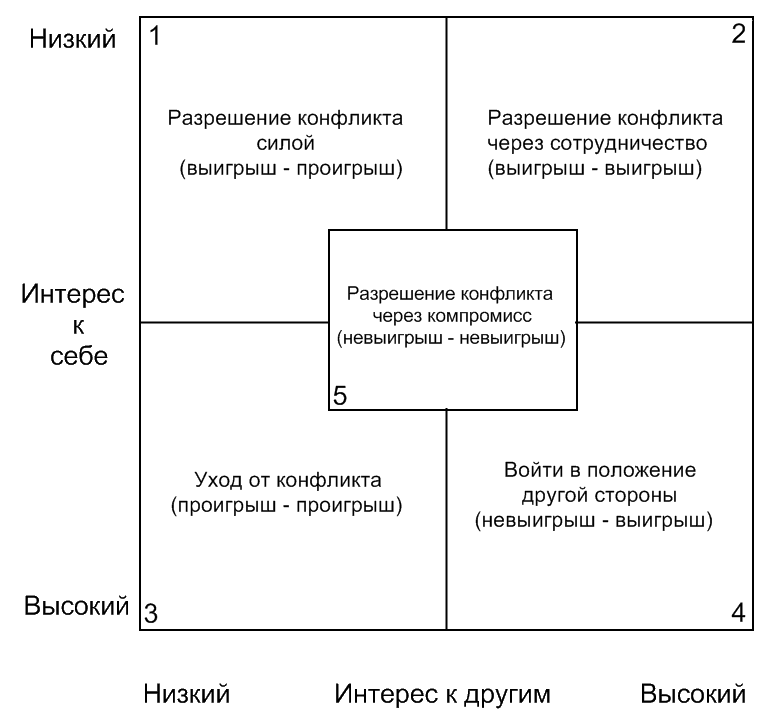 Низкий
1
2
Разрешение конфликта
силой
(выигрыш - проигрыш)
Разрешение конфликта
через сотрудничество
(выигрыш - выигрыш)
Интерес
к
себе
Разрешение конфликта
через компромисс
(невыигрыш - невыигрыш)
5
Уход от конфликта
(проигрыш - проигрыш)
Войти в положение
другой стороны
(невыигрыш - выигрыш)
Высокий
3
4
Низкий
Интерес к другим
Высокий